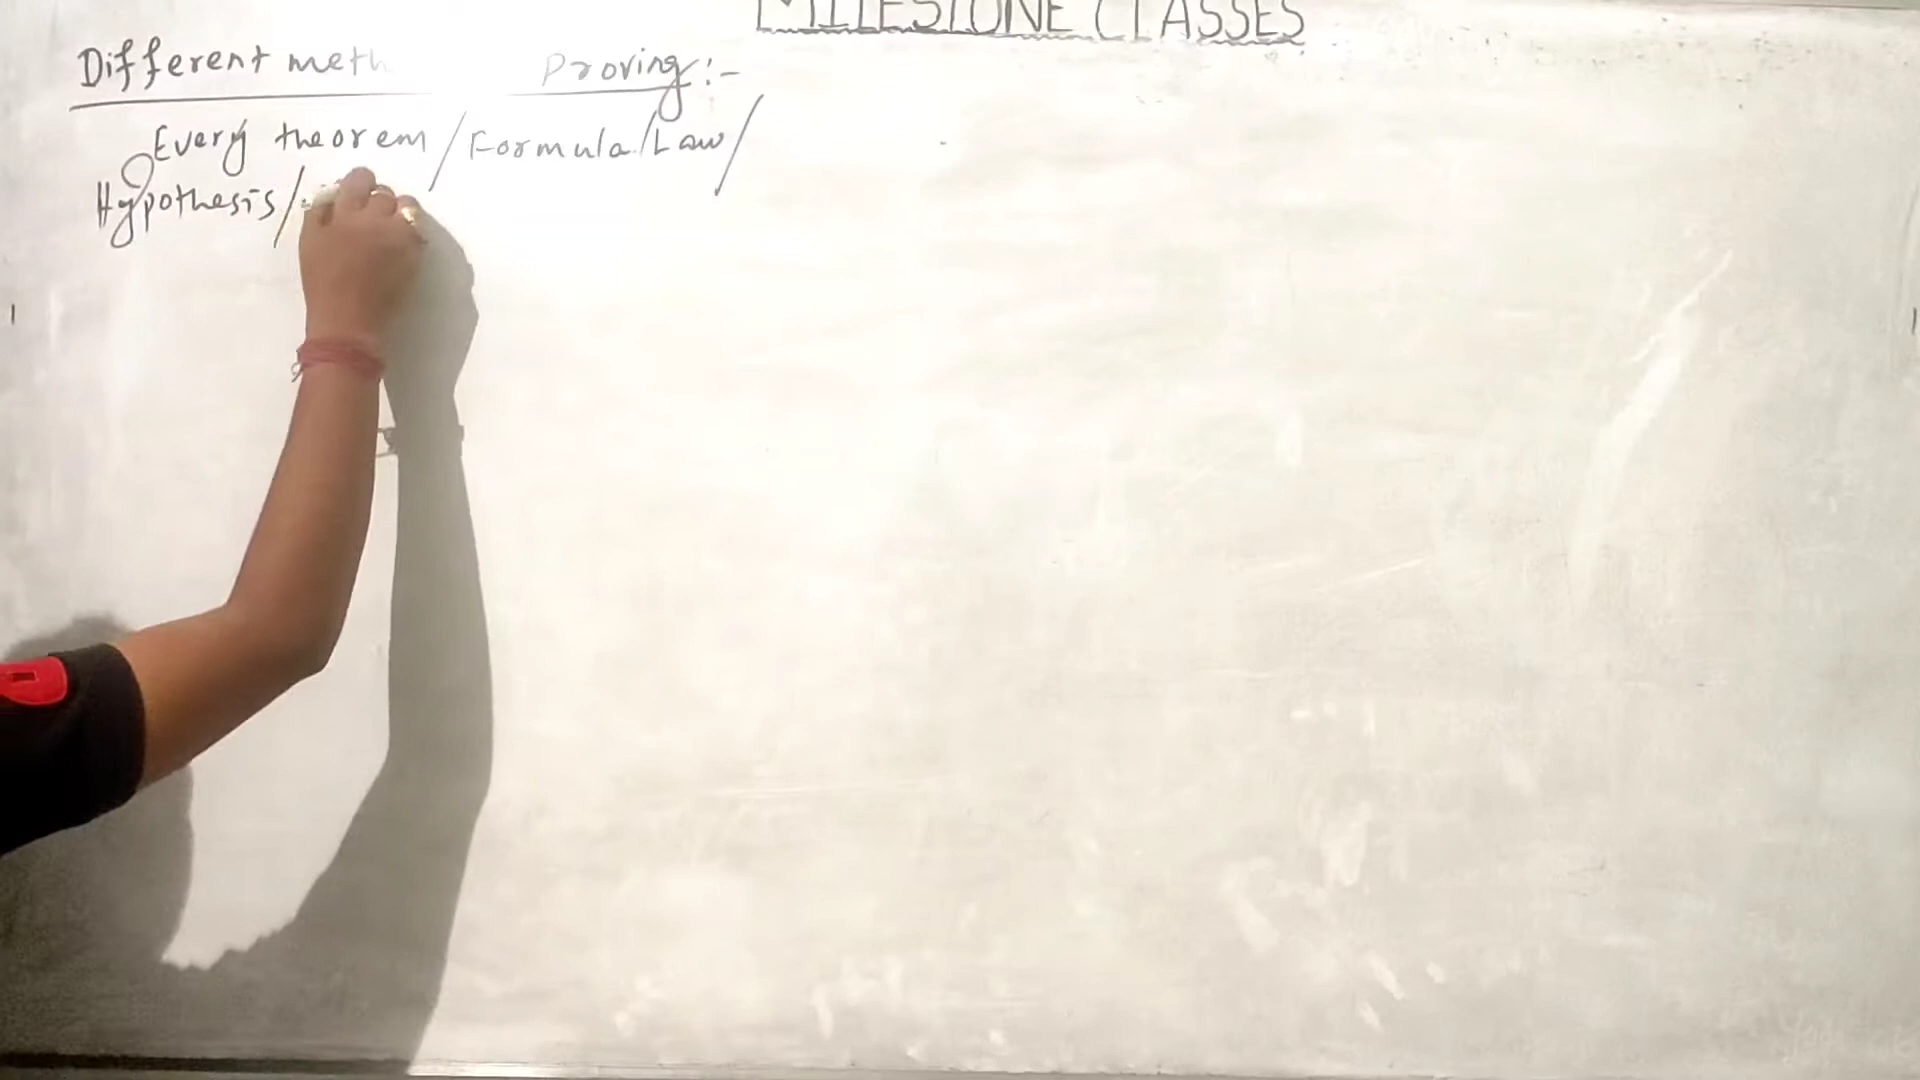 MILESTONE CLASSES
Different meth Proving:-
Every theorem/Formula/Law/
Hypothesis/